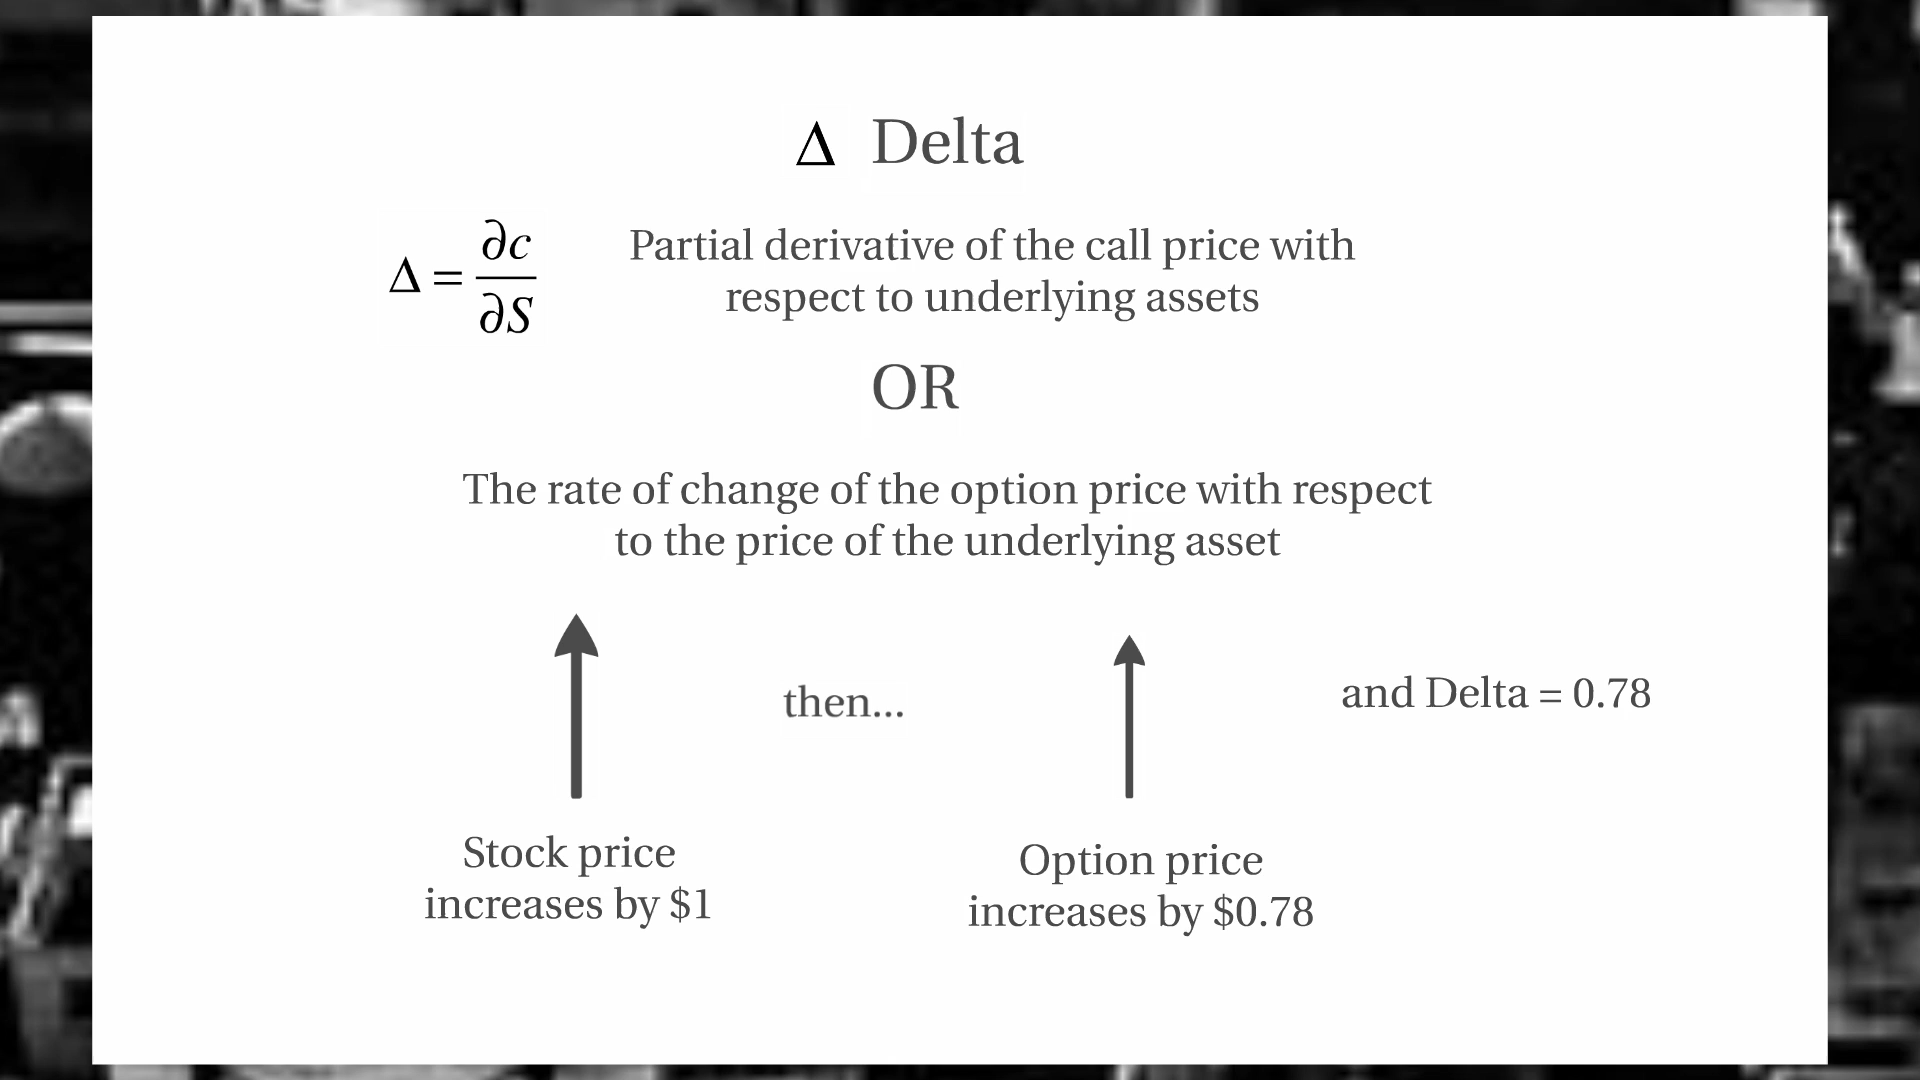 Δ Delta
Δ = ∂c/∂S
Partial derivative of the call price with
respect to underlying assets
OR
The rate of change of the option price with respect
to the price of the underlying asset
then...
and Delta = 0.78
Stock price
increases by $1
Option price
increases by $0.78